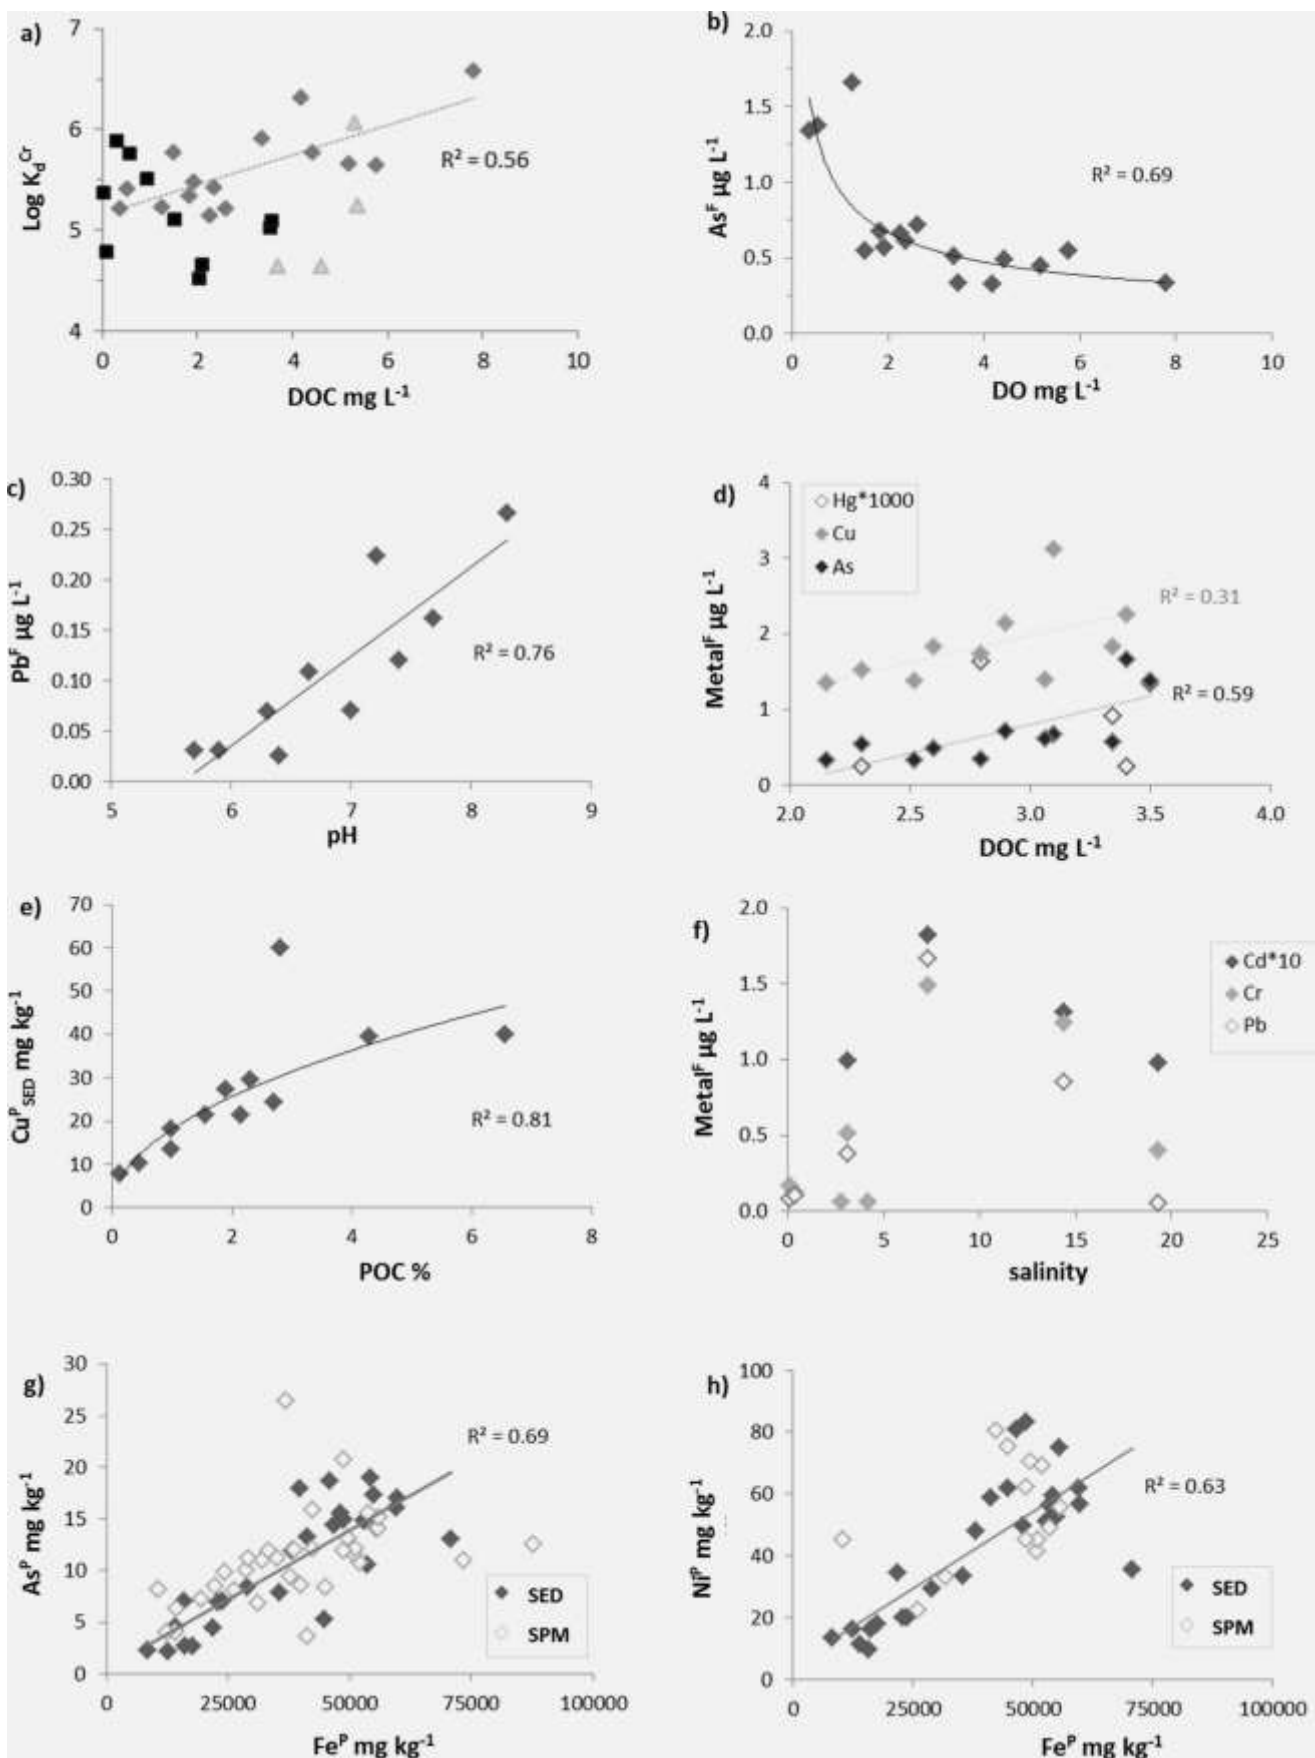 a)
7
6
5
4
Log K_d^Cr
R² = 0.56
0 2 4 6 8 10
DOC mg L⁻¹
b)
2.0
1.5
1.0
0.5
0.0
As^F µg L⁻¹
R² = 0.69
0 2 4 6 8 10
DO mg L⁻¹
c)
0.30
0.25
0.20
0.15
0.10
0.05
0.00
Pb^F µg L⁻¹
R² = 0.76
5 6 7 8 9
pH
d)
4
3
2
1
0
Metal^F µg L⁻¹
Hg*1000
Cu
As
R² = 0.31
R² = 0.59
2.0 2.5 3.0 3.5 4.0
DOC mg L⁻¹
e)
70
60
50
40
30
20
10
0
Cu^P_SED mg kg⁻¹
R² = 0.81
0 2 4 6 8
POC %
f)
2.0
1.5
1.0
0.5
0.0
Metal^F µg L⁻¹
Cd*10
Cr
Pb
0 5 10 15 20 25
salinity
g)
30
25
20
15
10
5
0
As^P mg kg⁻¹
R² = 0.69
SED
SPM
0 25000 50000 75000 100000
Fe^P mg kg⁻¹
h)
100
80
60
40
20
0
Ni^P mg kg⁻¹
R² = 0.63
SED
SPM
0 25000 50000 75000 100000
Fe^P mg kg⁻¹